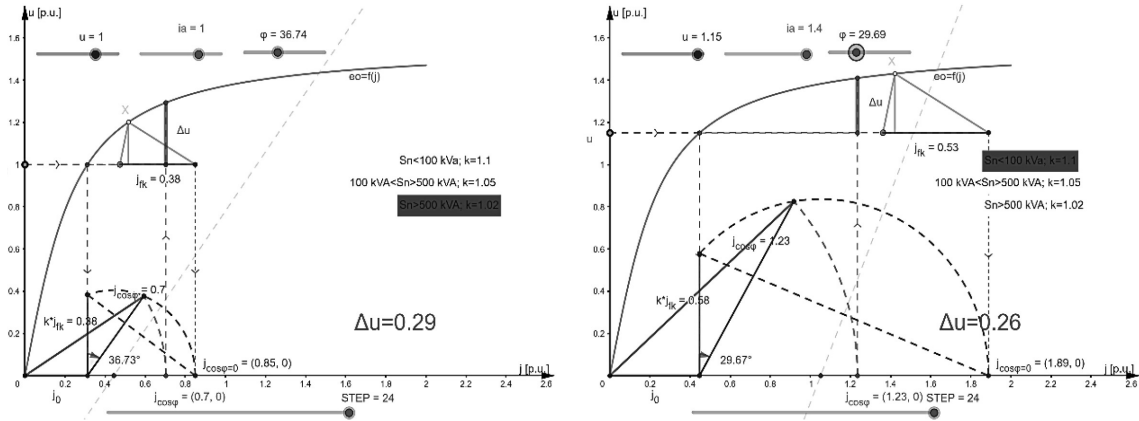 u [p.u.]
u = 1
ia = 1
φ = 36.74
1.6
1.4
1.2
1
0.8
0.6
0.4
0.2
eo=f(j)
X
Δu
j_fk = 0.38
Sn<100 kVa; k=1.1
100 kVA<Sn>500 kVA; k=1.05
Sn>500 kVA; k=1.02
j_cosφ = 0.7
k*j_fk = 0.38
36.73°
Δu=0.29
j_cosφ=0 = (0.85, 0)
j [p.u.]
0 0.2 0.4 0.6 0.8 1 1.2 1.4 1.6 1.8 2 2.2 2.4
j_0
j_cosφ = (0.7, 0)
STEP = 24
u [p.u.]
u = 1.15
ia = 1.4
φ = 29.69
1.6
1.4
1.2
u
1
0.8
0.6
0.4
0.2
X
eo=f(j)
Δu
j_fk = 0.53
Sn<100 kVa; k=1.1
100 kVA<Sn>500 kVA; k=1.05
Sn>500 kVA; k=1.02
j_cosφ = 1.23
k*j_fk = 0.58
29.67°
Δu=0.26
j_cosφ=0 = (1.89, 0)
j [p.u.]
0 0.2 0.4 0.6 0.8 1 1.2 1.4 1.6 1.8 2 2.2 2.4
j_0
j_cosφ = (1.23, 0)
STEP = 24